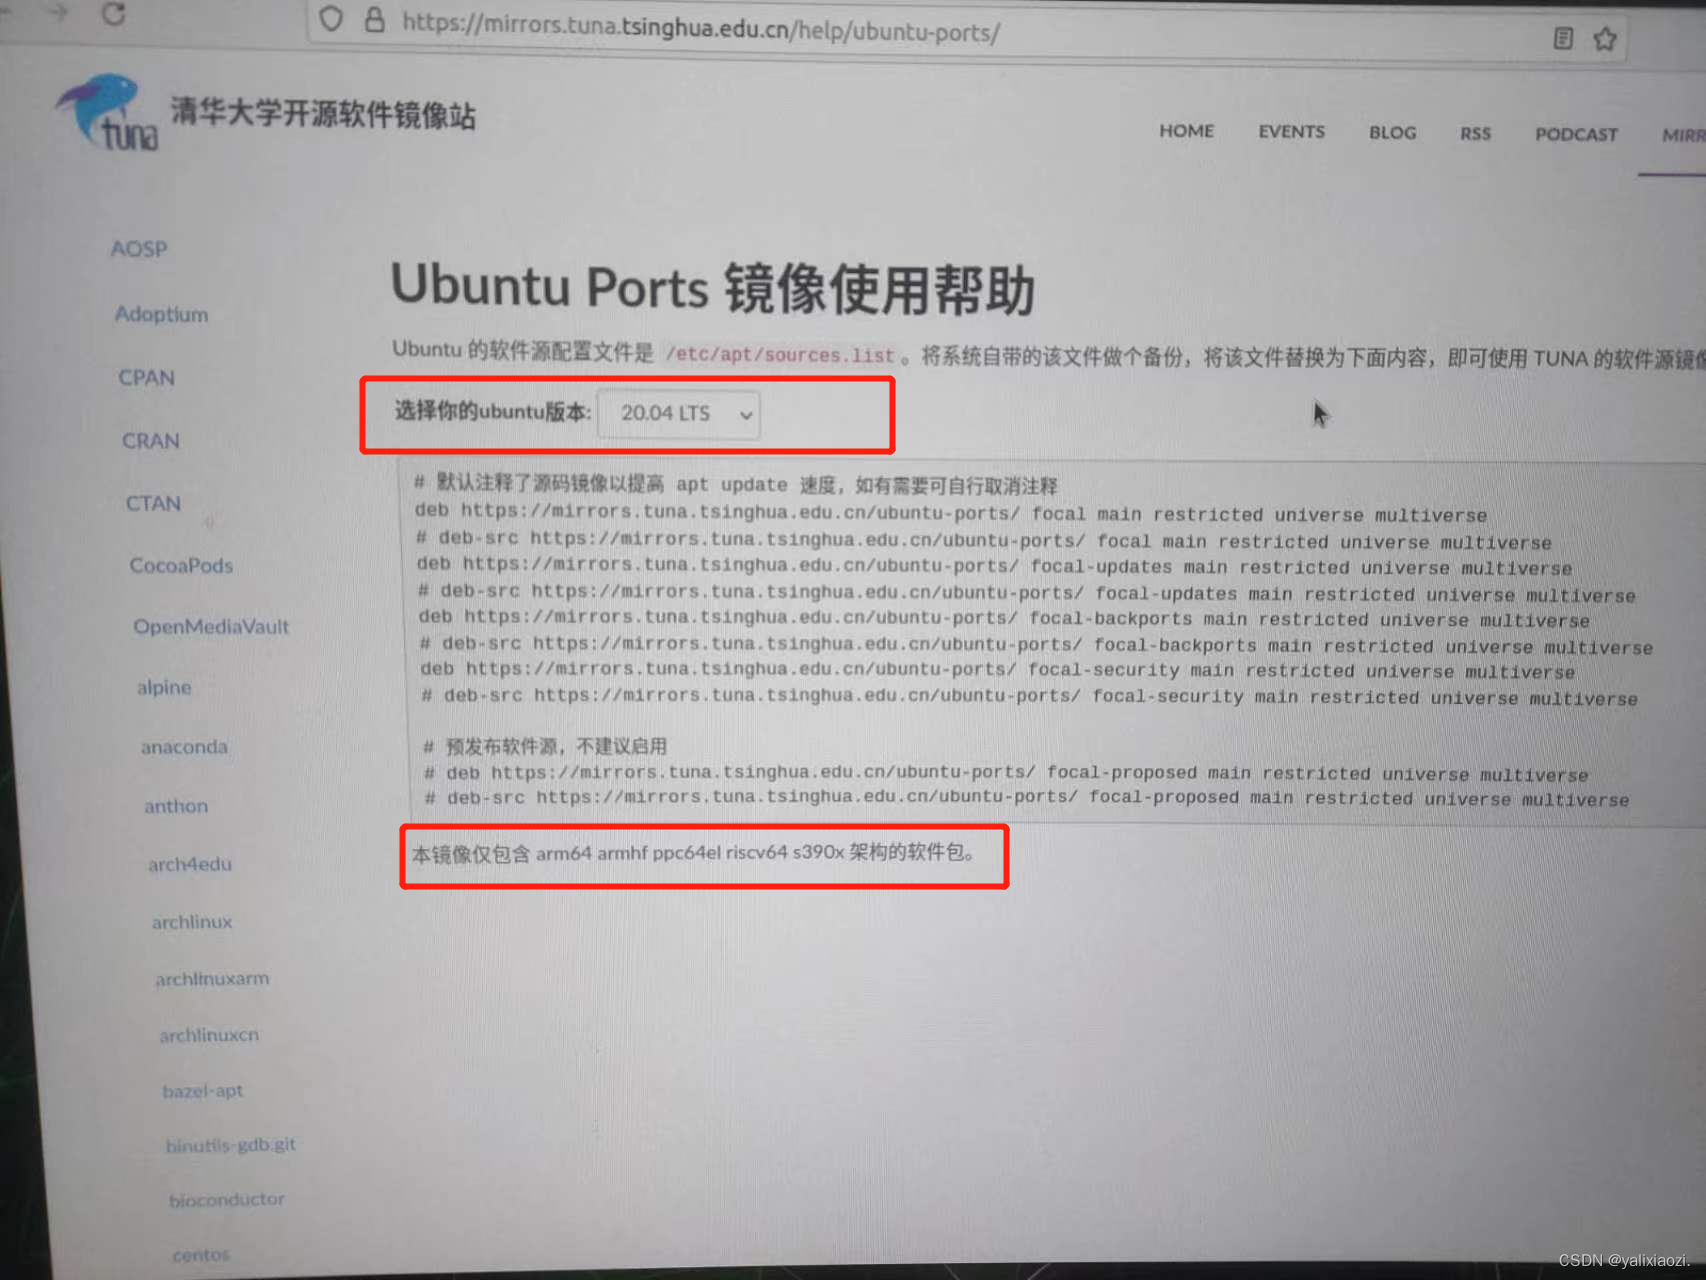 https://mirrors.tuna.tsinghua.edu.cn/help/ubuntu-ports/
tuna
清华大学开源软件镜像站
HOME EVENTS BLOG RSS PODCAST MIRR
AOSP
Adoptium
CPAN
CRAN
CTAN
CocoaPods
OpenMediaVault
alpine
anaconda
anthon
arch4edu
archlinux
archlinuxarm
archlinuxcn
bazel-apt
binutils-gdb.git
bioconductor
centos
Ubuntu Ports 镜像使用帮助
Ubuntu 的软件源配置文件是 /etc/apt/sources.list 。将系统自带的该文件做个备份，将该文件替换为下面内容，即可使用 TUNA 的软件源镜像
选择你的ubuntu版本: 20.04 LTS
# 默认注释了源码镜像以提高 apt update 速度，如有需要可自行取消注释
deb https://mirrors.tuna.tsinghua.edu.cn/ubuntu-ports/ focal main restricted universe multiverse
# deb-src https://mirrors.tuna.tsinghua.edu.cn/ubuntu-ports/ focal main restricted universe multiverse
deb https://mirrors.tuna.tsinghua.edu.cn/ubuntu-ports/ focal-updates main restricted universe multiverse
# deb-src https://mirrors.tuna.tsinghua.edu.cn/ubuntu-ports/ focal-updates main restricted universe multiverse
deb https://mirrors.tuna.tsinghua.edu.cn/ubuntu-ports/ focal-backports main restricted universe multiverse
# deb-src https://mirrors.tuna.tsinghua.edu.cn/ubuntu-ports/ focal-backports main restricted universe multiverse
deb https://mirrors.tuna.tsinghua.edu.cn/ubuntu-ports/ focal-security main restricted universe multiverse
# deb-src https://mirrors.tuna.tsinghua.edu.cn/ubuntu-ports/ focal-security main restricted universe multiverse
# 预发布软件源，不建议启用
# deb https://mirrors.tuna.tsinghua.edu.cn/ubuntu-ports/ focal-proposed main restricted universe multiverse
# deb-src https://mirrors.tuna.tsinghua.edu.cn/ubuntu-ports/ focal-proposed main restricted universe multiverse
本镜像仅包含 arm64 armhf ppc64el riscv64 s390x 架构的软件包。
CSDN @yalixiaozi.